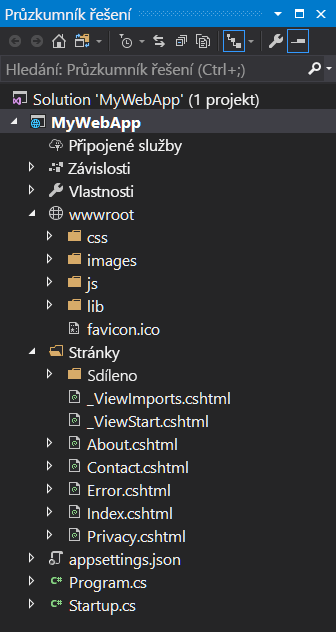 Průzkumník řešení
Hledání: Průzkumník řešení (Ctrl+;)
Solution 'MyWebApp' (1 projekt)
MyWebApp
Připojené služby
Závislosti
Vlastnosti
wwwroot
css
images
js
lib
favicon.ico
Stránky
Sdíleno
_ViewImports.cshtml
_ViewStart.cshtml
About.cshtml
Contact.cshtml
Error.cshtml
Index.cshtml
Privacy.cshtml
appsettings.json
C# Program.cs
C# Startup.cs